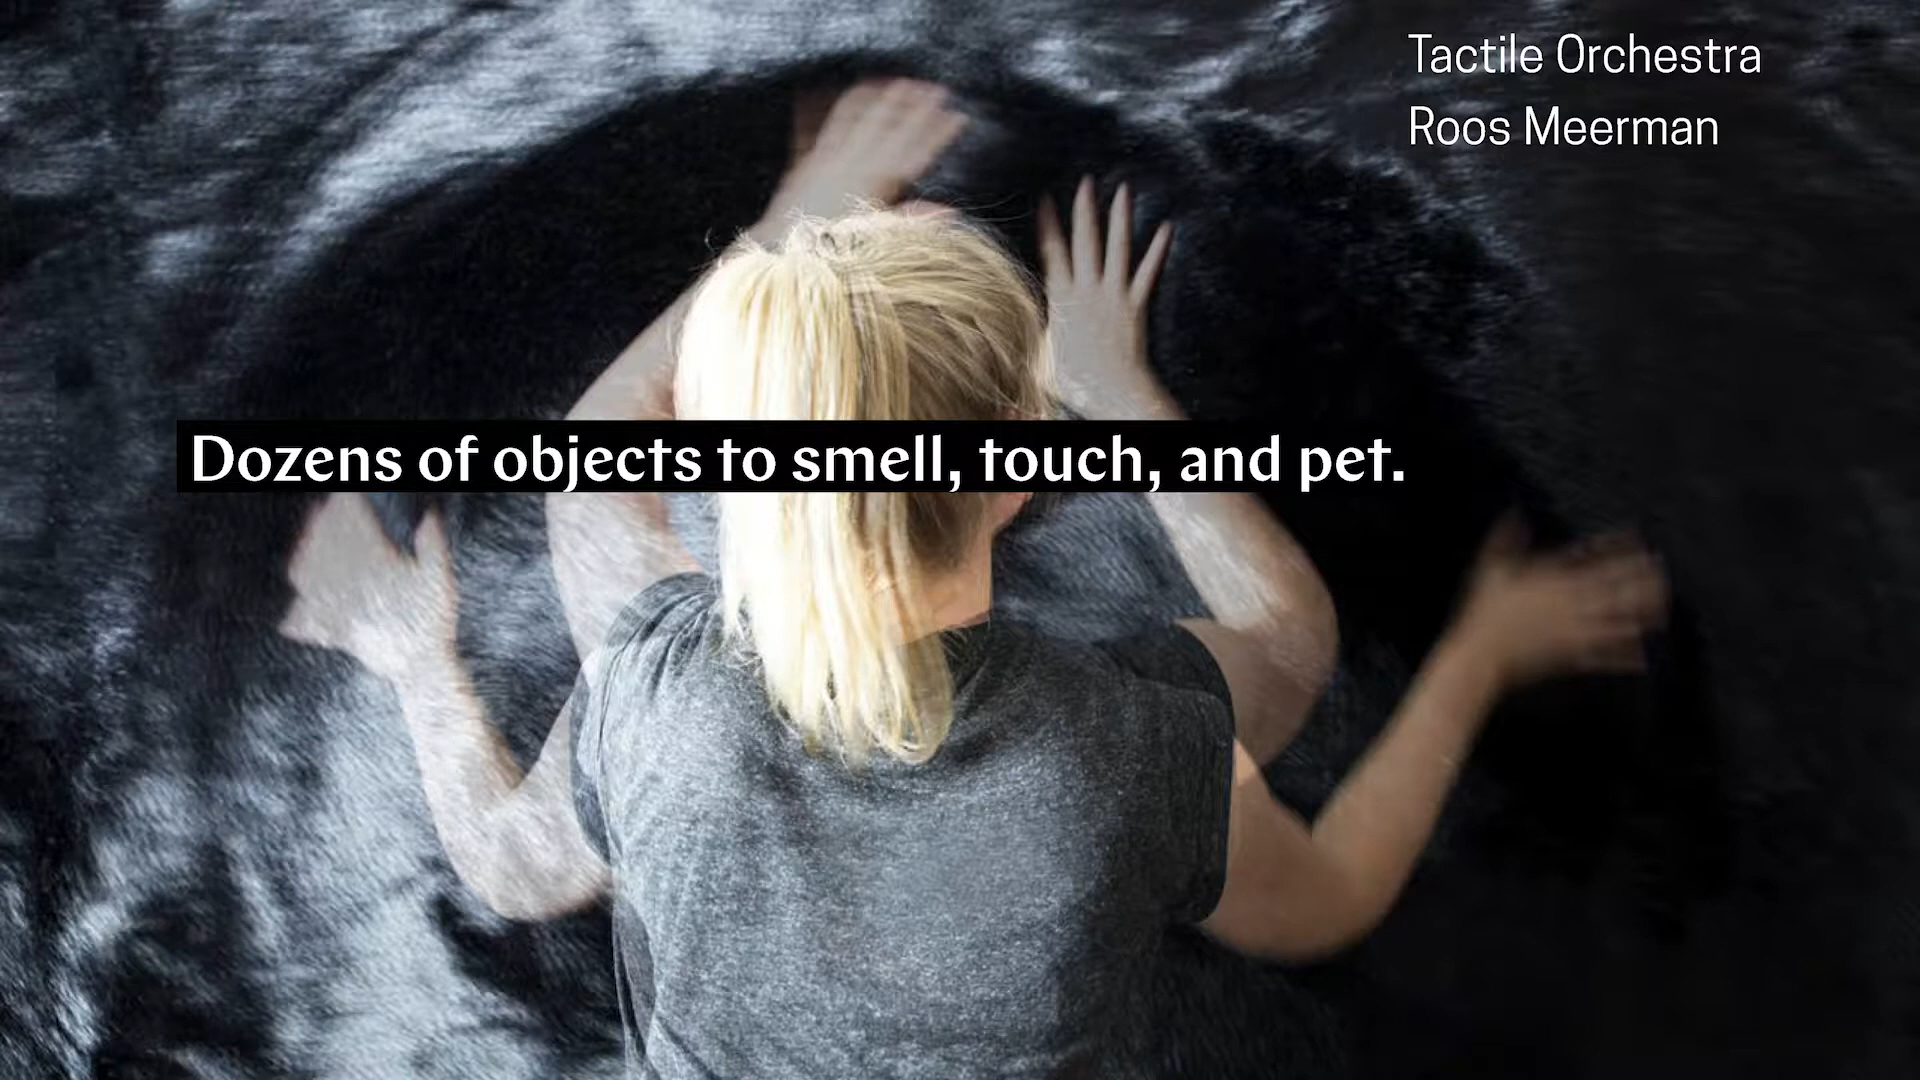 Tactile Orchestra
Roos Meerman
Dozens of objects to smell, touch, and pet.